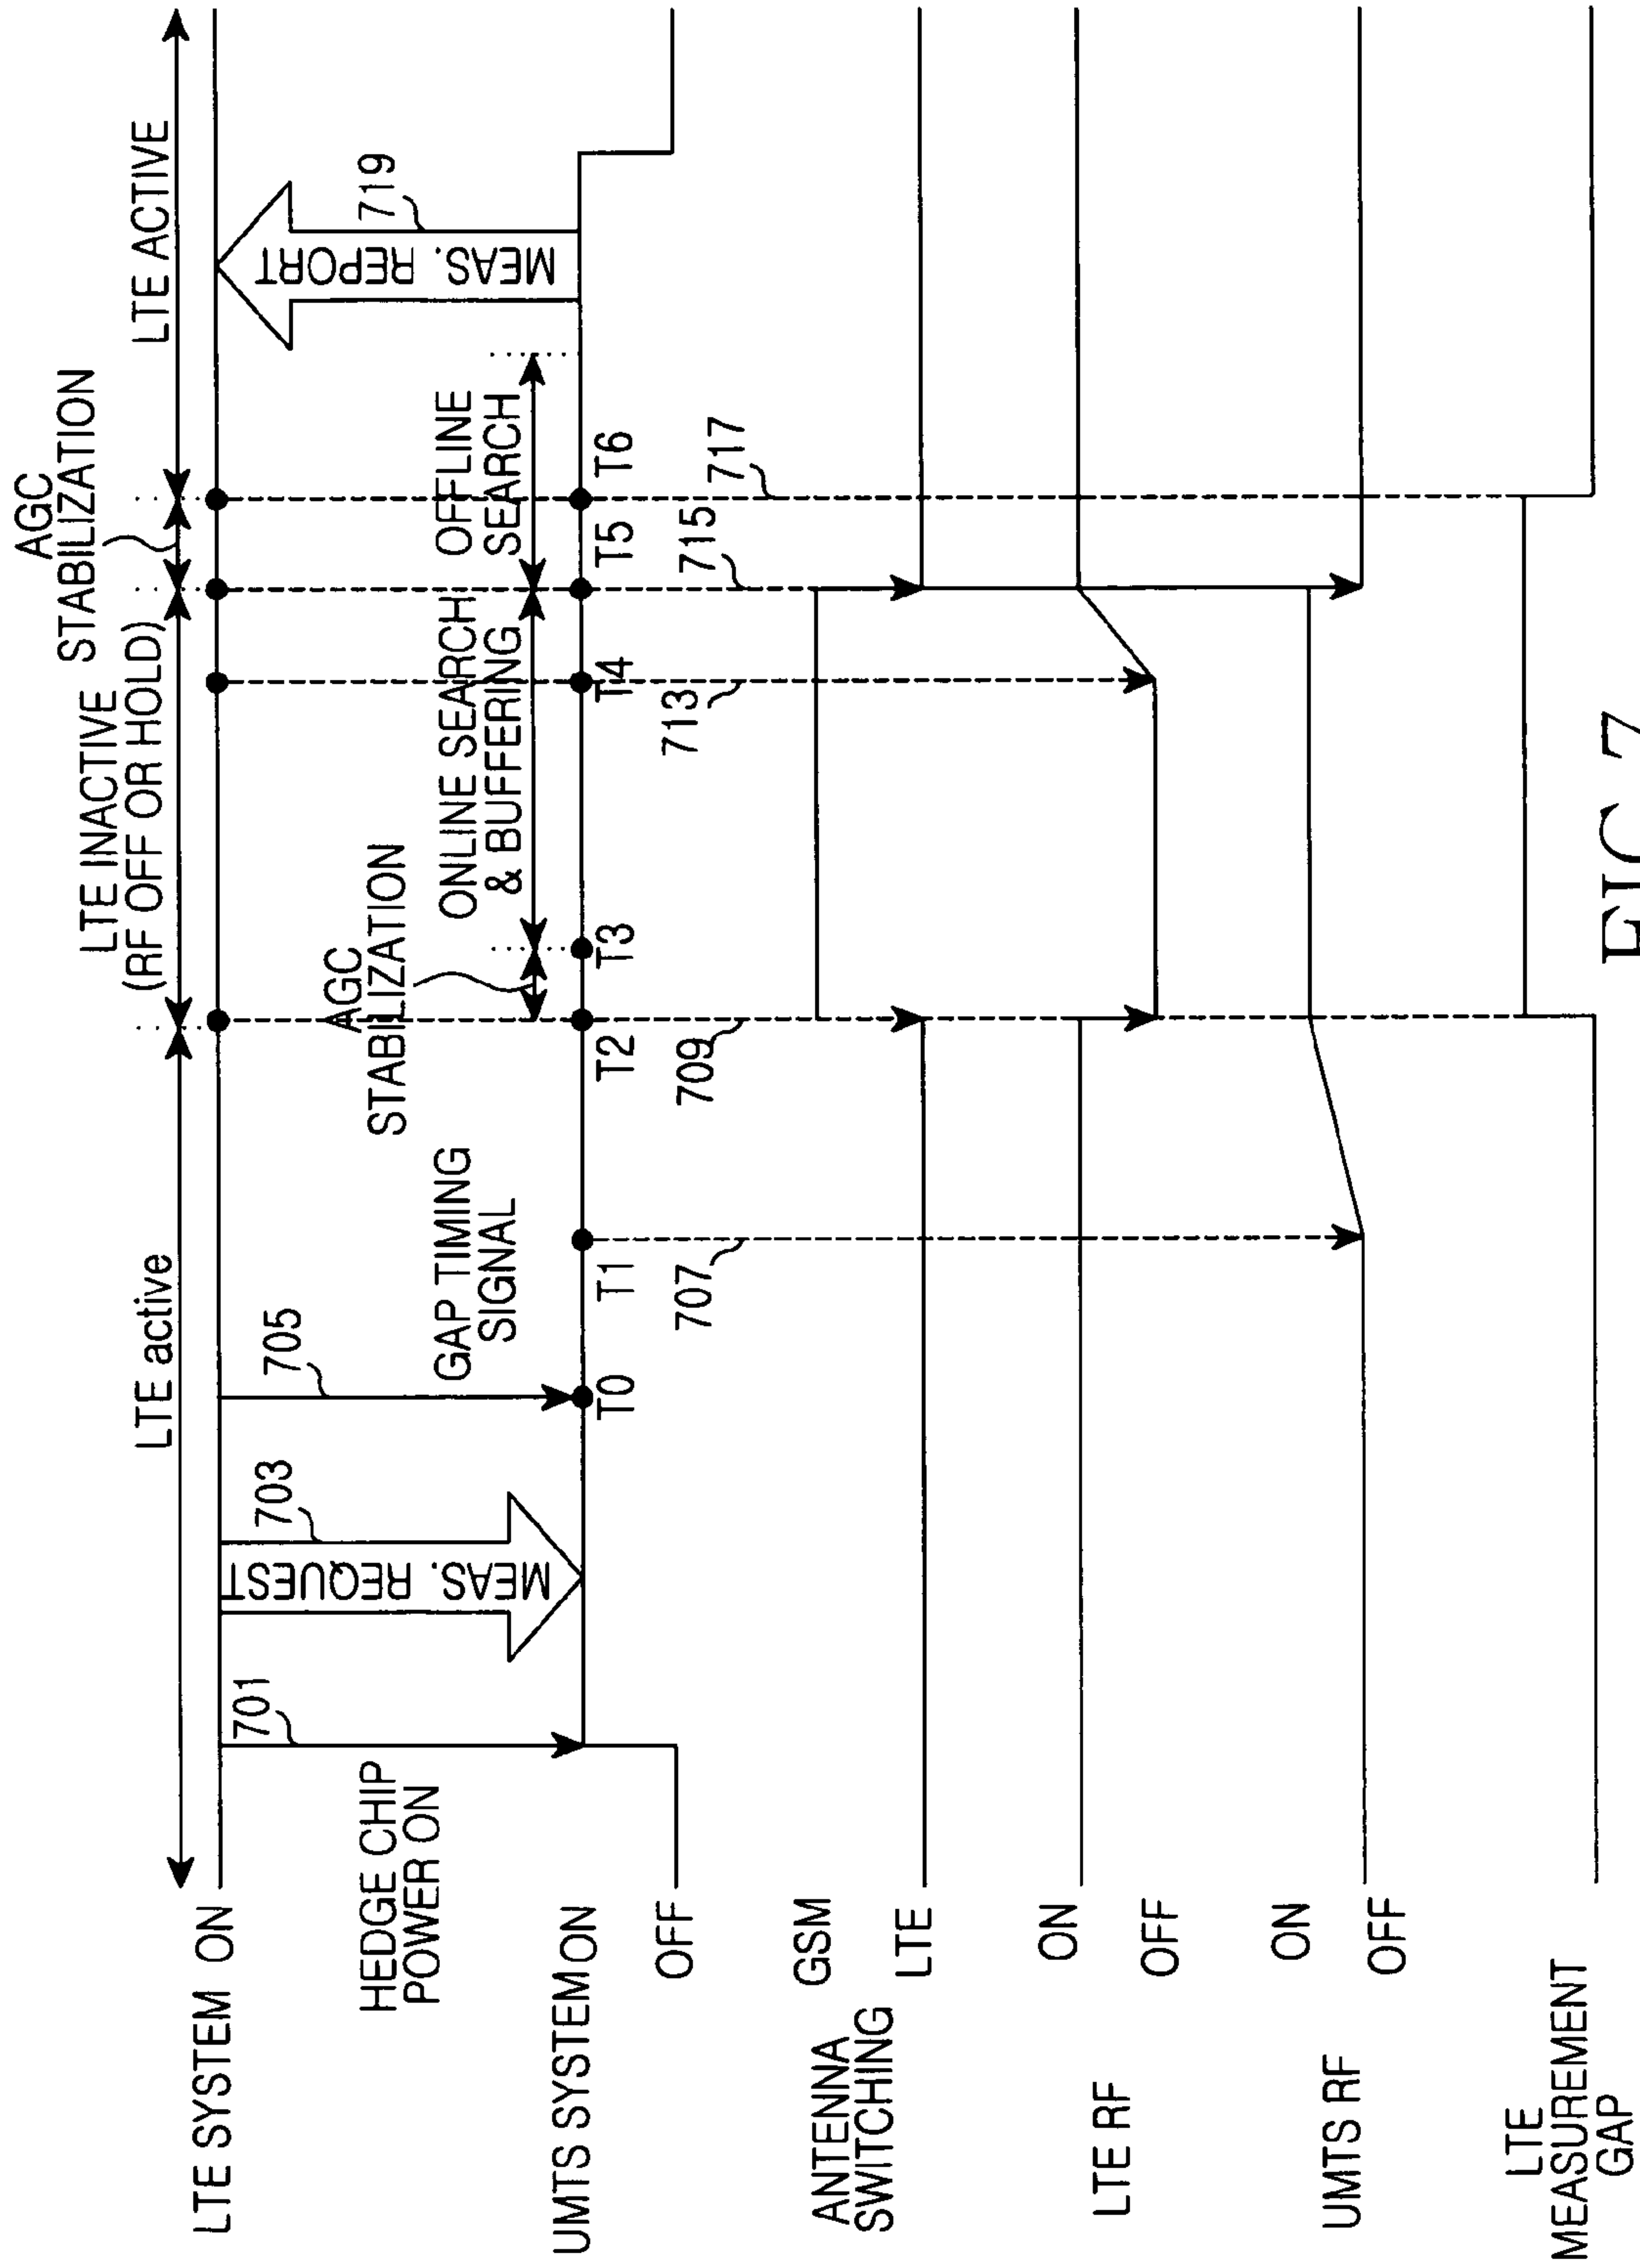 LTE active
LTE INACTIVE
(RF OFF OR HOLD)
AGC
STABILIZATION
LTE ACTIVE
LTE SYSTEM ON
701
703
705
HEDGE CHIP
POWER ON
MEAS. REQUEST
GAP TIMING
SIGNAL
AGC
STABILIZATION
ONLINE SEARCH
& BUFFERING
OFFLINE
SEARCH
MEAS. REPORT
719
UMTS SYSTEM ON
OFF
T0
T1
T2
T3
T4
T5
T6
707
709
713
715
717
ANTENNA
SWITCHING
GSM
LTE
LTE RF
ON
OFF
UMTS RF
ON
OFF
LTE
MEASUREMENT
GAP
FIG. 7